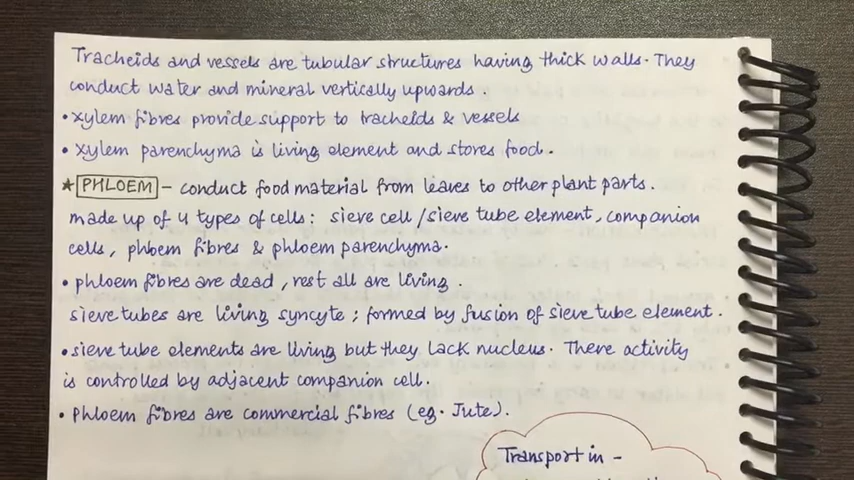 Tracheids and vessels are tubular structures having thick walls. They
conduct water and mineral vertically upwards.
• xylem fibres provide support to tracheids & vessels
• xylem parenchyma is living element and stores food.
★ PHLOEM – conduct food material from leaves to other plant parts.
made up of 4 types of cells: sieve cell/sieve tube element, companion
cells, phloem fibres & phloem parenchyma.
• phloem fibres are dead, rest all are living.
sieve tubes are living syncyte; formed by fusion of sieve tube element.
• sieve tube elements are living but they lack nucleus. There activity
is controlled by adjacent companion cell.
• Phloem fibres are commercial fibres (eg. Jute).
Transport in –